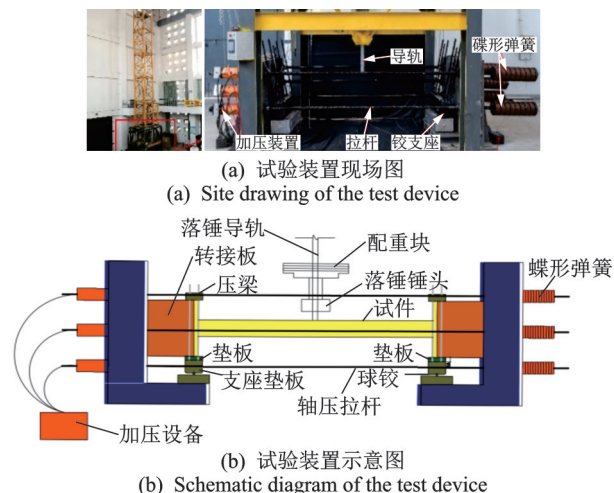 导轨
碟形弹簧
加压装置
拉杆
铰支座
(a) 试验装置现场图
(a) Site drawing of the test device
落锤导轨
配重块
转接板
压梁
落锤锤头
蝶形弹簧
试件
垫板
垫板
支座垫板
球铰
轴压拉杆
加压设备
(b) 试验装置示意图
(b) Schematic diagram of the test device